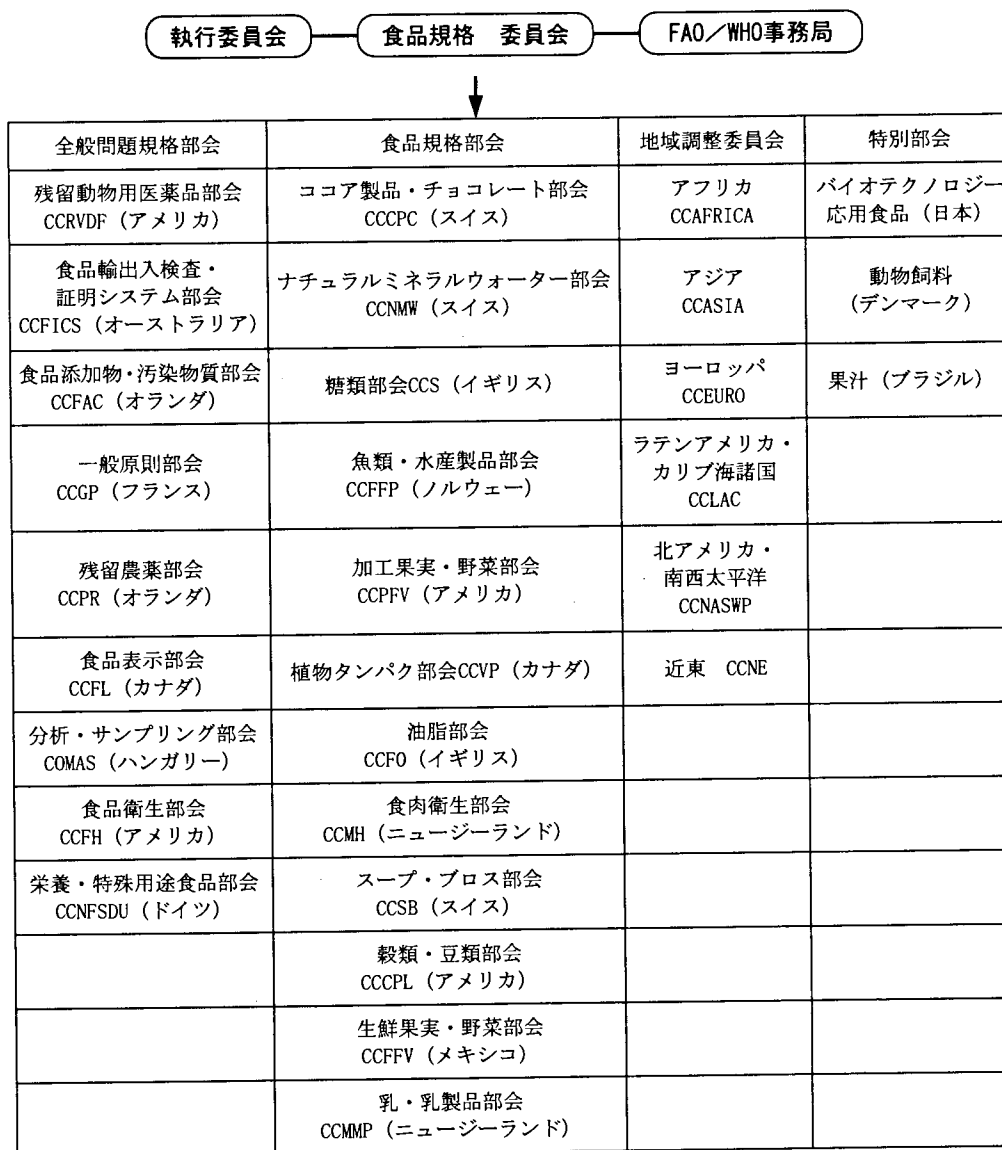 執行委員会 食品規格 委員会 FAO/WHO事務局
全般問題規格部会 食品規格部会 地域調整委員会 特別部会
残留動物用医薬品部会
CCRVDF (アメリカ)
ココア製品・チョコレート部会
CCCPC (スイス)
アフリカ
CCAFRICA
バイオテクノロジー
応用食品 (日本)
食品輸出入検査・
証明システム部会
CCFICS (オーストラリア)
ナチュラルミネラルウォーター部会
CCNMW (スイス)
アジア
CCASIA
動物飼料
(デンマーク)
食品添加物・汚染物質部会
CCFAC (オランダ)
糖類部会CCS (イギリス)
ヨーロッパ
CCEURO
果汁 (ブラジル)
一般原則部会
CCGP (フランス)
魚類・水産製品部会
CCFFP (ノルウェー)
ラテンアメリカ・
カリブ海諸国
CCLAC
残留農薬部会
CCPR (オランダ)
加工果実・野菜部会
CCPFV (アメリカ)
北アメリカ・
南西太平洋
CCNASWP
食品表示部会
CCFL (カナダ)
植物タンパク部会CCVP (カナダ)
近東 CCNE
分析・サンプリング部会
COMAS (ハンガリー)
油脂部会
CCFO (イギリス)
食品衛生部会
CCFH (アメリカ)
食肉衛生部会
CCMH (ニュージーランド)
栄養・特殊用途食品部会
CCNFSDU (ドイツ)
スープ・ブロス部会
CCSB (スイス)
穀類・豆類部会
CCCPL (アメリカ)
生鮮果実・野菜部会
CCFFV (メキシコ)
乳・乳製品部会
CCMMP (ニュージーランド)